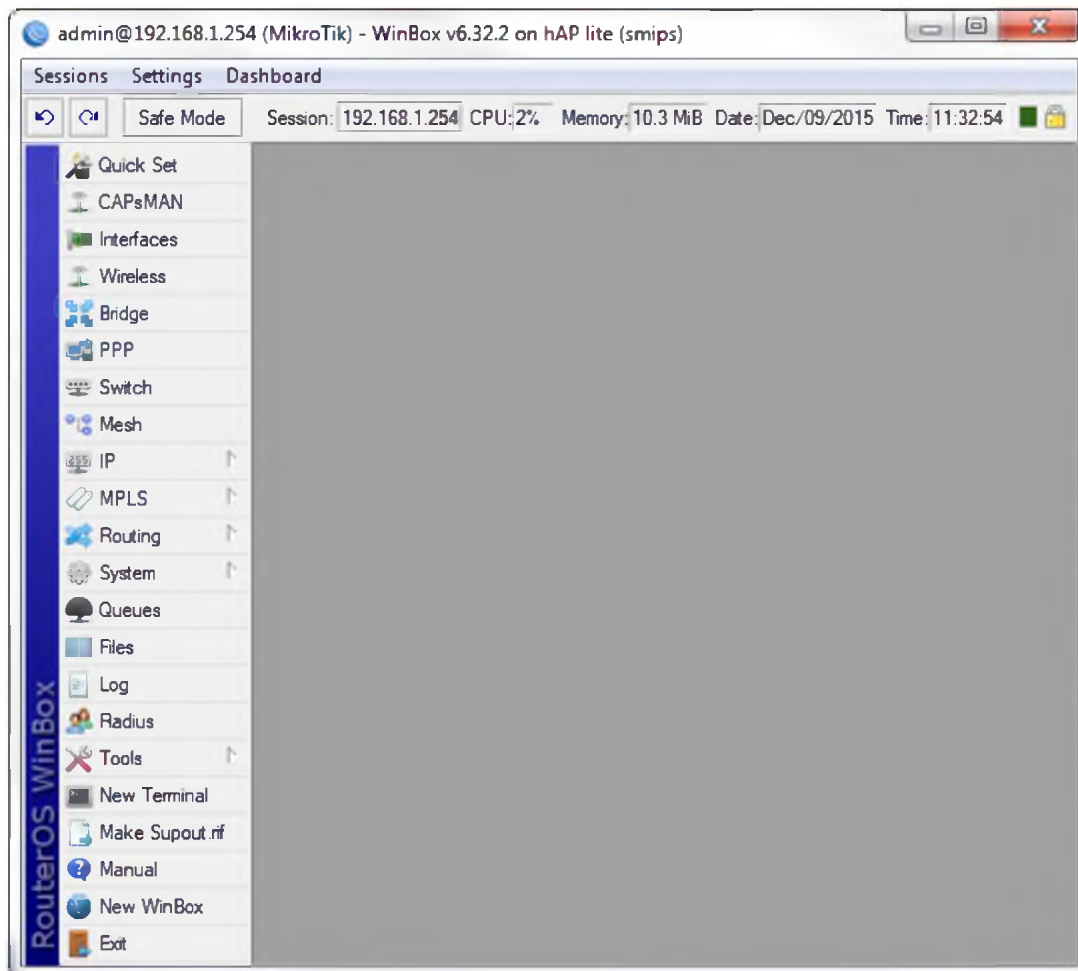 admin@192.168.1.254 (MikroTik) - WinBox v6.32.2 on hAP lite (smips)
Sessions Settings Dashboard
Safe Mode Session: 192.168.1.254 CPU: 2% Memory: 10.3 MiB Date: Dec/09/2015 Time: 11:32:54
Quick Set
CAPsMAN
Interfaces
Wireless
Bridge
PPP
Switch
Mesh
255 IP
MPLS
Routing
System
Queues
Files
Log
Radius
Tools
New Terminal
Make Supout.rif
Manual
New WinBox
Exit
RouterOS WinBox